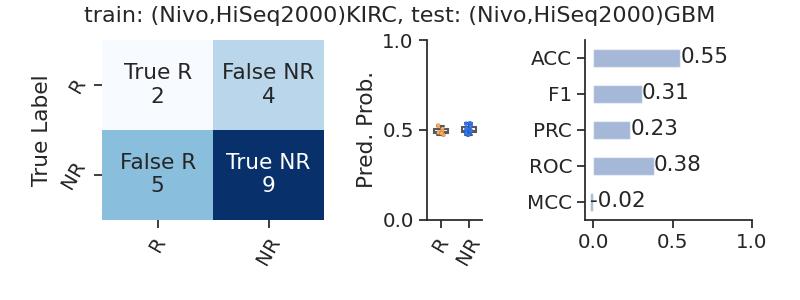 train: (Nivo,HiSeq2000)KIRC, test: (Nivo,HiSeq2000)GBM
True Label
R
NR
True R
2
False NR
4
False R
5
True NR
9
R
NR
Pred. Prob.
1.0
0.5
0.0
R
NR
ACC
0.55
F1
0.31
PRC
0.23
ROC
0.38
MCC
-0.02
0.0
0.5
1.0